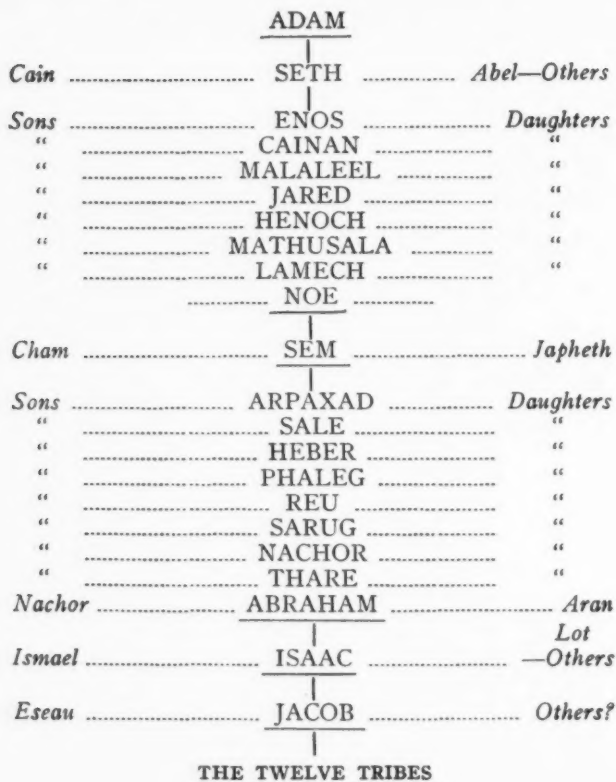 ADAM
Cain SETH Abel—Others
Sons ENOS Daughters
" CAINAN "
" MALALEEL "
" JARED "
" HENOCH "
" MATHUSALA "
" LAMECH "
NOE
Cham SEM Japheth
Sons ARPAXAD Daughters
" SALE "
" HEBER "
" PHALEG "
" REU "
" SARUG "
" NACHOR "
" THARE "
Nachor ABRAHAM Aran
Lot
Ismael ISAAC —Others
Eseau JACOB Others?
THE TWELVE TRIBES